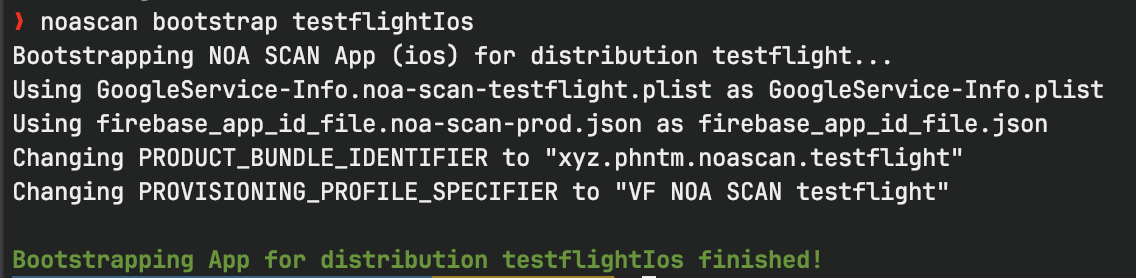 ❯ noascan bootstrap testflightIos
Bootstrapping NOA SCAN App (ios) for distribution testflight...
Using GoogleService-Info.noa-scan-testflight.plist as GoogleService-Info.plist
Using firebase_app_id_file.noa-scan-prod.json as firebase_app_id_file.json
Changing PRODUCT_BUNDLE_IDENTIFIER to "xyz.phntm.noascan.testflight"
Changing PROVISIONING_PROFILE_SPECIFIER to "VF NOA SCAN testflight"
Bootstrapping App for distribution testflightIos finished!